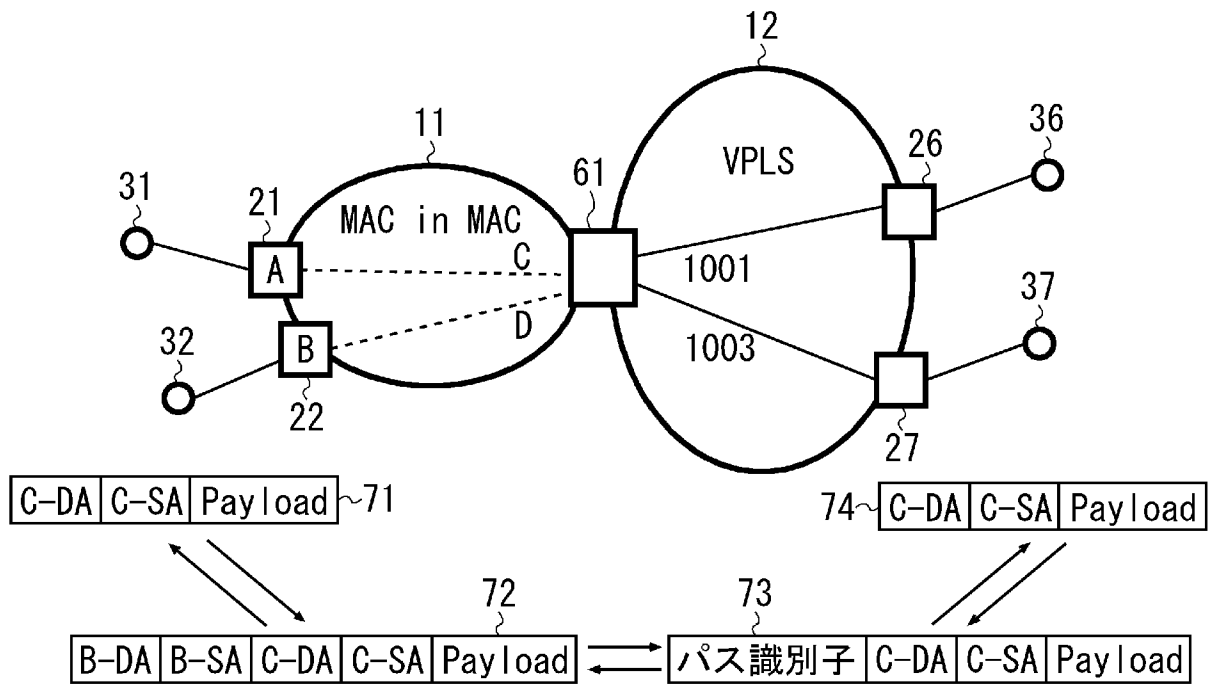 12
11
36
26
61
VPLS
31
21
MAC in MAC
A
C
1001
37
32
B
D
1003
22
27
C-DA C-SA Payload 71
74 C-DA C-SA Payload
72
73
B-DA B-SA C-DA C-SA Payload
パス識別子 C-DA C-SA Payload